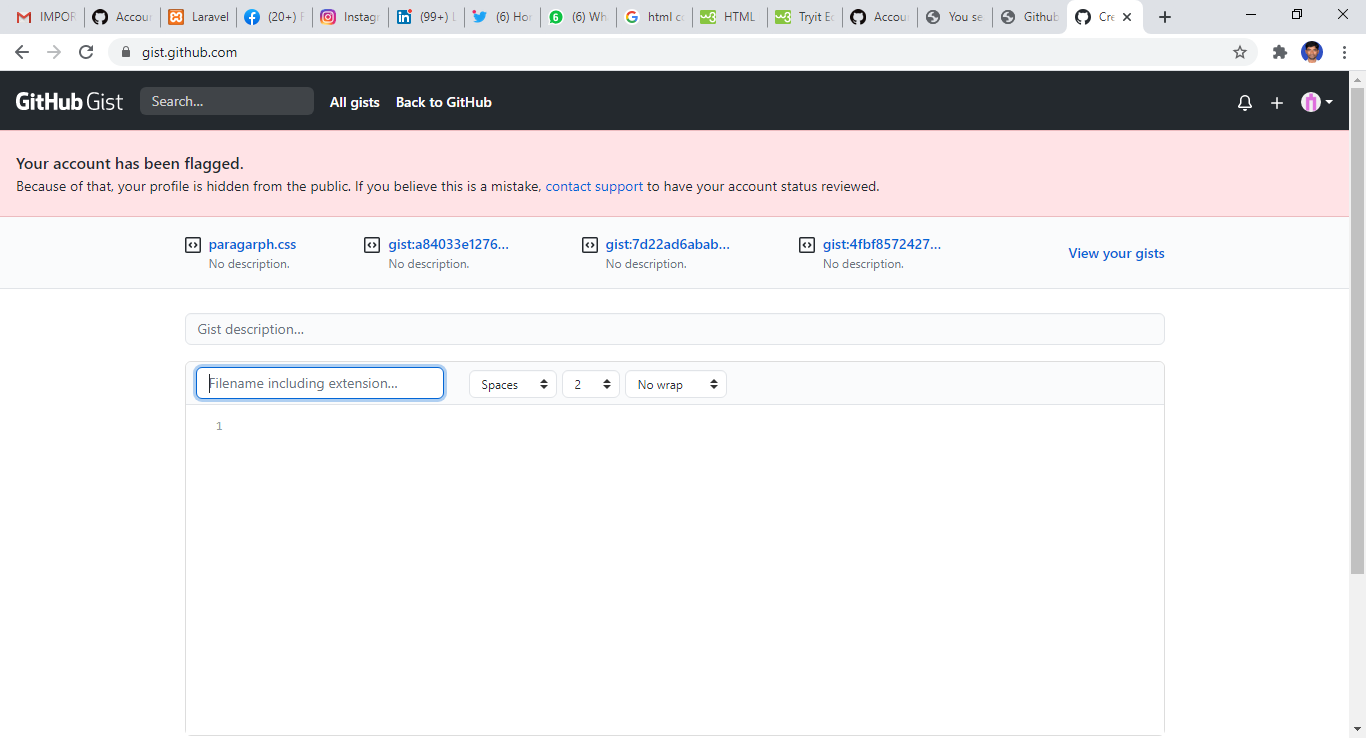 IMPOR
Accou
Laravel
(20+) F
Instagr
(99+) L
(6) Hor
(6) Wh
html co
HTML
Tryit Ec
Accou
You se
Github
Cre
gist.github.com
GitHub Gist
Search...
All gists
Back to GitHub
Your account has been flagged.
Because of that, your profile is hidden from the public. If you believe this is a mistake, contact support to have your account status reviewed.
paragarph.css
No description.
gist:a84033e1276...
No description.
gist:7d22ad6abab...
No description.
gist:4fbf8572427...
No description.
View your gists
Gist description...
Filename including extension...
Spaces
2
No wrap
1